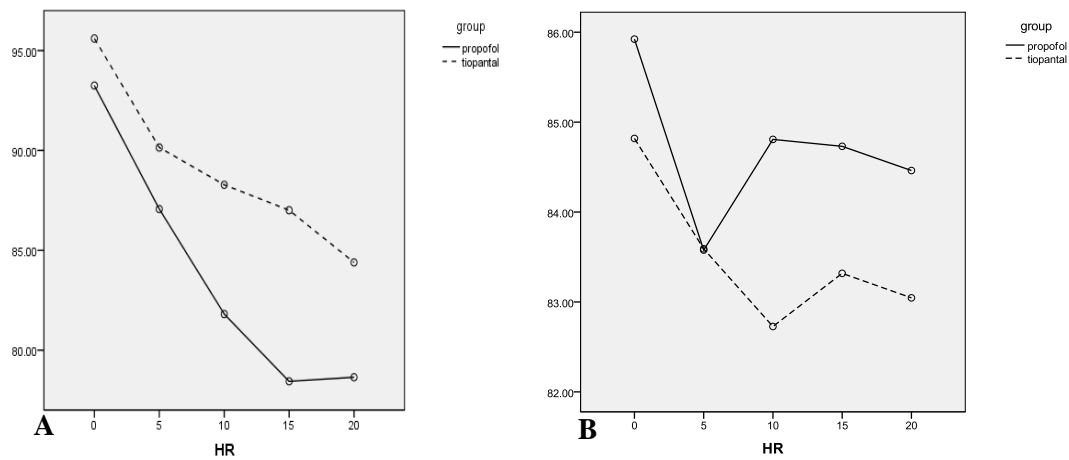 group
propofol
tiopantal
95.00
90.00
85.00
80.00
0 5 10 15 20
A
HR
group
propofol
tiopantal
86.00
85.00
84.00
83.00
82.00
0 5 10 15 20
B
HR